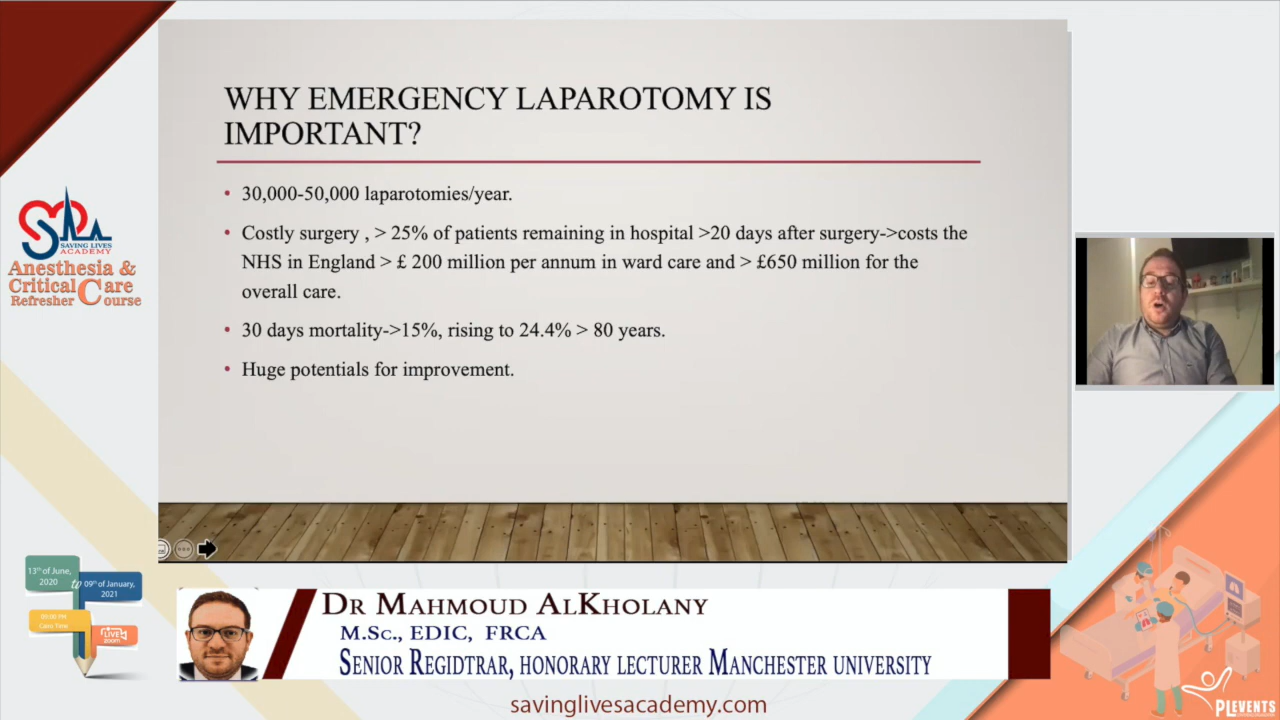 WHY EMERGENCY LAPAROTOMY IS
IMPORTANT?
• 30,000-50,000 laparotomies/year.
• Costly surgery , > 25% of patients remaining in hospital >20 days after surgery->costs the
NHS in England > £ 200 million per annum in ward care and > £650 million for the
overall care.
• 30 days mortality->15%, rising to 24.4% > 80 years.
• Huge potentials for improvement.
SAVING LIVES
ACADEMY
Anesthesia &
Critical Care
Refresher Course
13th of June,
2020
to
09th of January,
2021
Cairo Time
LIVE
zoom
DR MAHMOUD ALKHOLANY
M.SC., EDIC, FRCA
SENIOR REGIDTRAR, HONORARY LECTURER MANCHESTER UNIVERSITY
savinglivesacademy.com
PLEVENTS